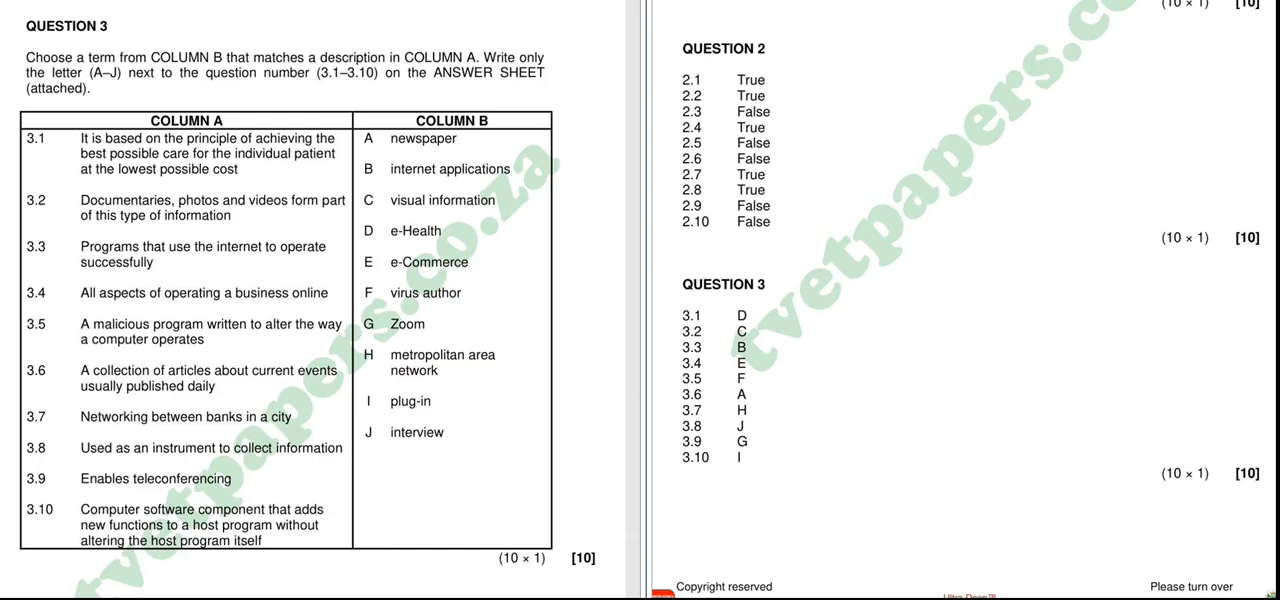 QUESTION 3
Choose a term from COLUMN B that matches a description in COLUMN A. Write only
the letter (A–J) next to the question number (3.1–3.10) on the ANSWER SHEET
(attached).
COLUMN A
3.1 It is based on the principle of achieving the
best possible care for the individual patient
at the lowest possible cost
3.2 Documentaries, photos and videos form part
of this type of information
3.3 Programs that use the internet to operate
successfully
3.4 All aspects of operating a business online
3.5 A malicious program written to alter the way
a computer operates
3.6 A collection of articles about current events
usually published daily
3.7 Networking between banks in a city
3.8 Used as an instrument to collect information
3.9 Enables teleconferencing
3.10 Computer software component that adds
new functions to a host program without
altering the host program itself
COLUMN B
A newspaper
B internet applications
C visual information
D e-Health
E e-Commerce
F virus author
G Zoom
H metropolitan area
network
I plug-in
J interview
(10 × 1) [10]
tvetpapers.co.za
(10 × 1) [10]
QUESTION 2
2.1 True
2.2 True
2.3 False
2.4 True
2.5 False
2.6 False
2.7 True
2.8 True
2.9 False
2.10 False
(10 × 1) [10]
QUESTION 3
3.1 D
3.2 C
3.3 B
3.4 E
3.5 F
3.6 A
3.7 H
3.8 J
3.9 G
3.10 I
(10 × 1) [10]
tvetpapers.co.
Copyright reserved
Please turn over